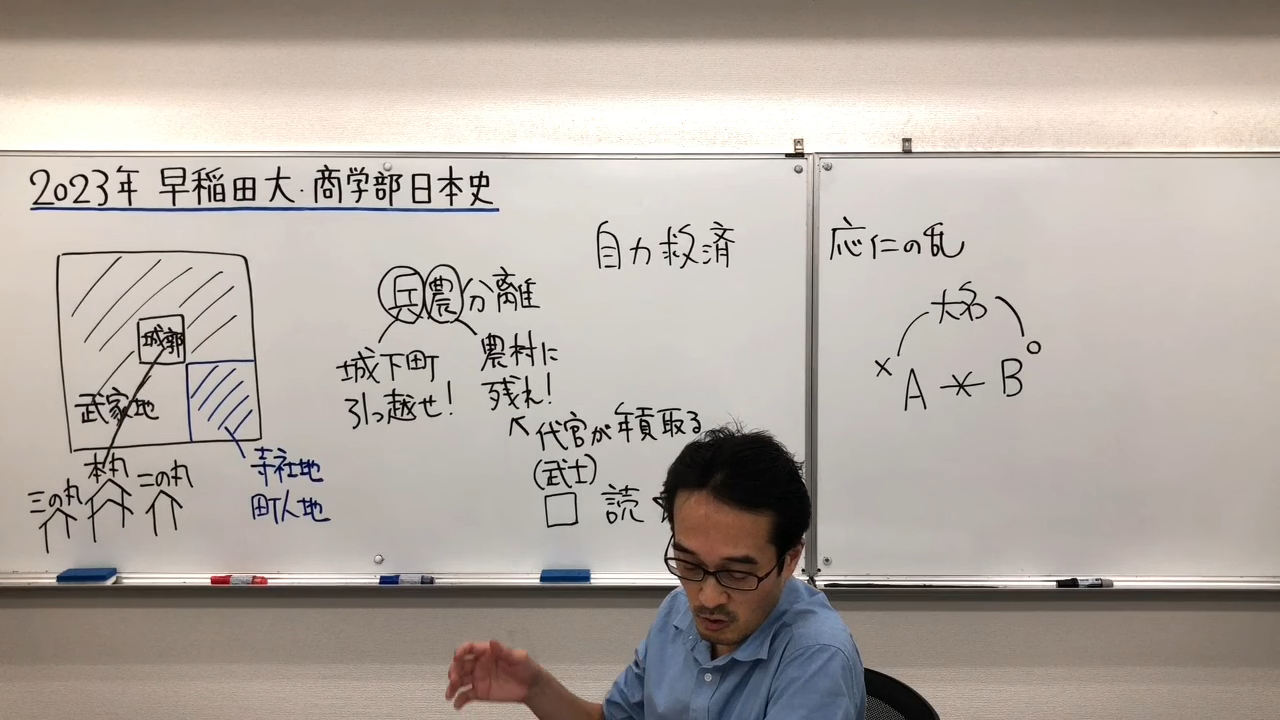 2023年 早稲田大・商学部日本史
城郭
武家地
本丸
二の丸
三の丸
寺社地
町人地
兵農分離
城下町
引っ越せ！
農村に
残れ！
代官が年貢取る
(武士)
読
自力救済
応仁の乱
大名
× A B ○